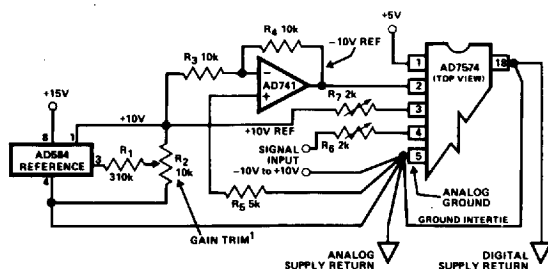 R4 10k
-10V REF
+5V
R3 10k
AD7574
(TOP VIEW)
18
1
AD741
2
+15V
+10V
R7 2k
3
+10V REF
8
1
R2
10k
SIGNAL
INPUT
R6 2k
4
AD584
REFERENCE
3
R1
310k
-10V to +10V
5
4
R5 5k
ANALOG
GROUND
GROUND INTERTIE
GAIN TRIM1
ANALOG
SUPPLY RETURN
DIGITAL
SUPPLY RETURN